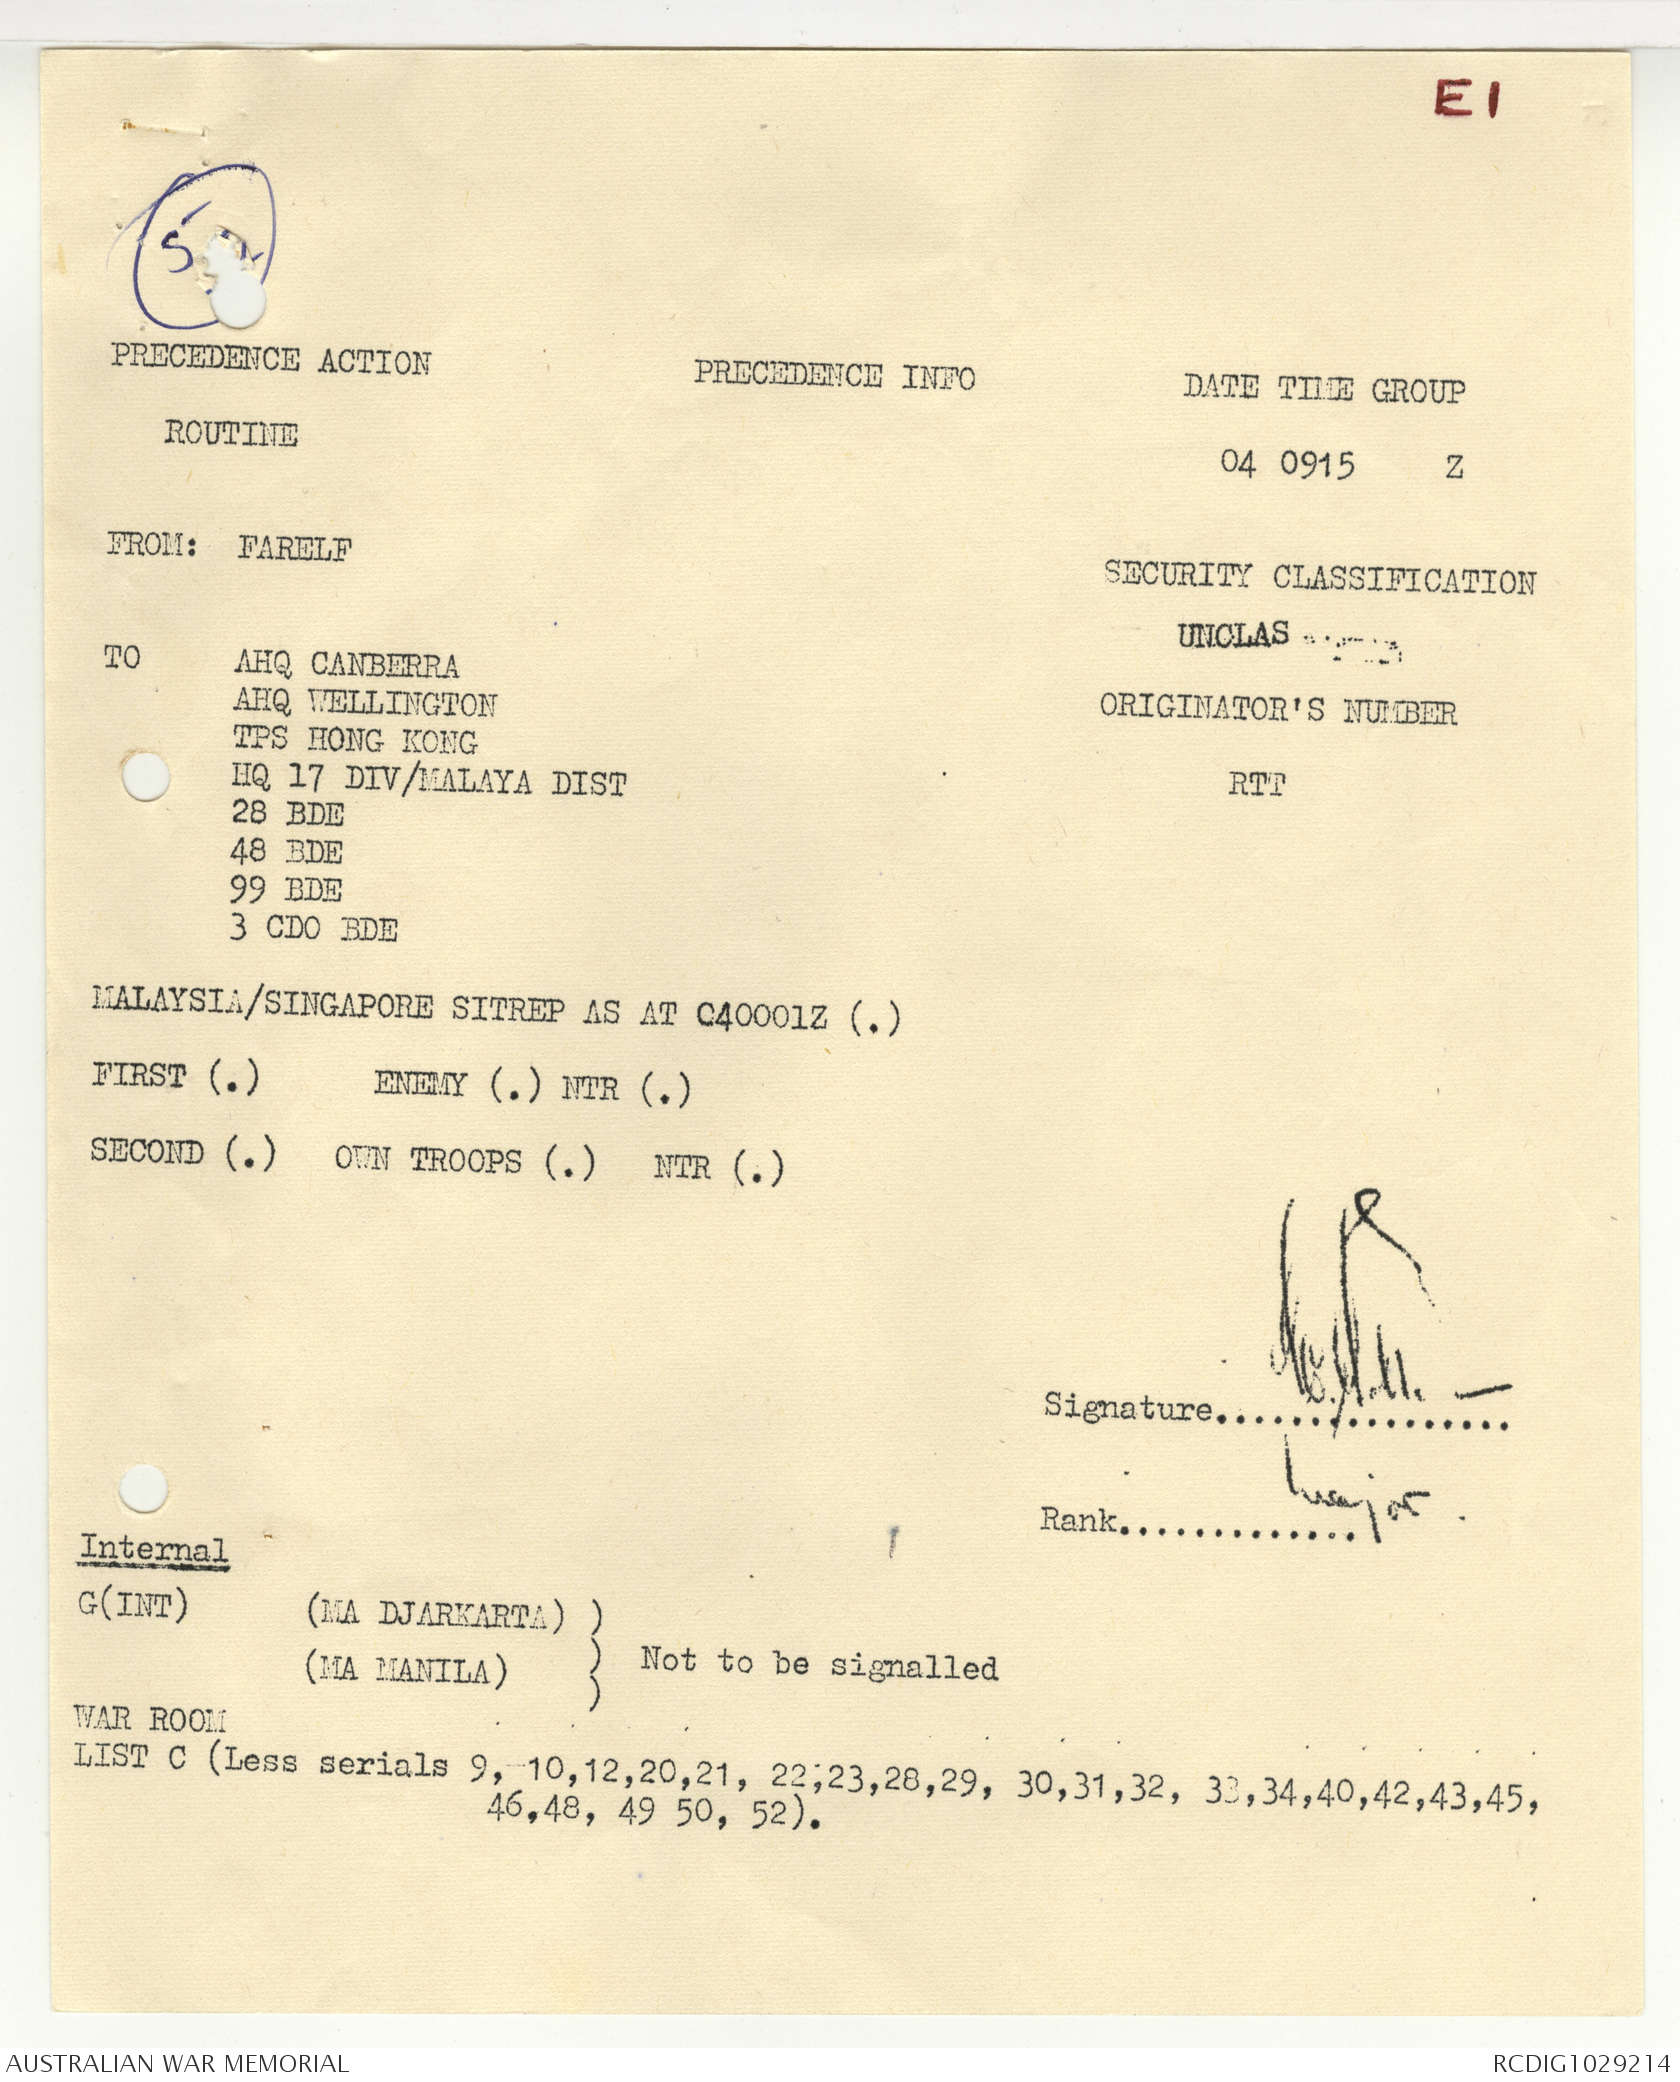 E1
PRECEDENCE ACTION PRECEDENCE INFO DATE TIME GROUP
ROUTINE
04 0915 Z
FROM: FARELF
SECURITY CLASSIFICATION
UNCLAS
TO AHQ CANBERRA
AHQ WELLINGTON
ORIGINATOR'S NUMBER
TPS HONG KONG
HQ 17 DIV/MALAYA DIST
RTT
28 BDE
48 BDE
99 BDE
3 CDO BDE
MALAYSIA/SINGAPORE SITREP AS AT 040001Z (.)
FIRST (.) ENEMY (.) NTR (.)
SECOND (.) OWN TROOPS (.) NTR (.)
Signature.................
Rank............. Major.
Internal
G(INT) (MA DJARKARTA) )
(MA MANILA) ) Not to be signalled
)
WAR ROOM
LIST C (Less serials 9, 10,12,20,21, 22,23,28,29, 30,31,32, 33,34,40,42,43,45,
46,48, 49 50, 52).
AUSTRALIAN WAR MEMORIAL RCDIG1029214